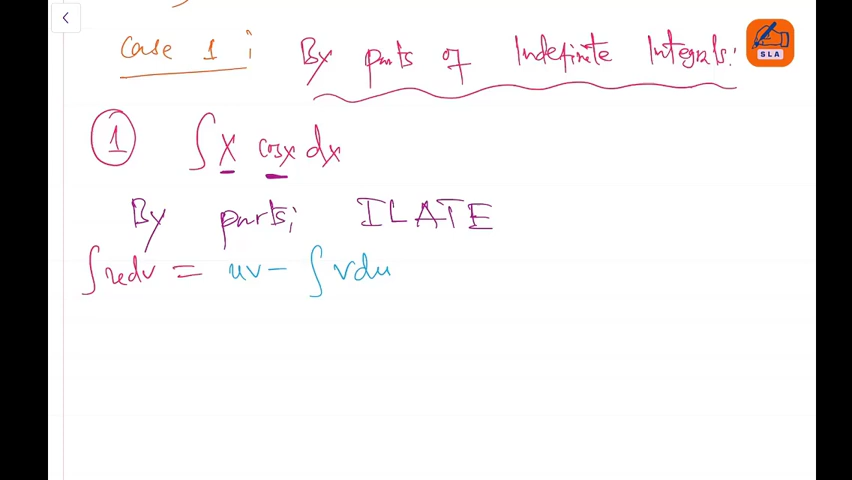 Case 1 : By parts of Indefinite Integrals:
SLA
1 ∫ x cosx dx
By parts; ILATE
∫udv = uv - ∫vdu